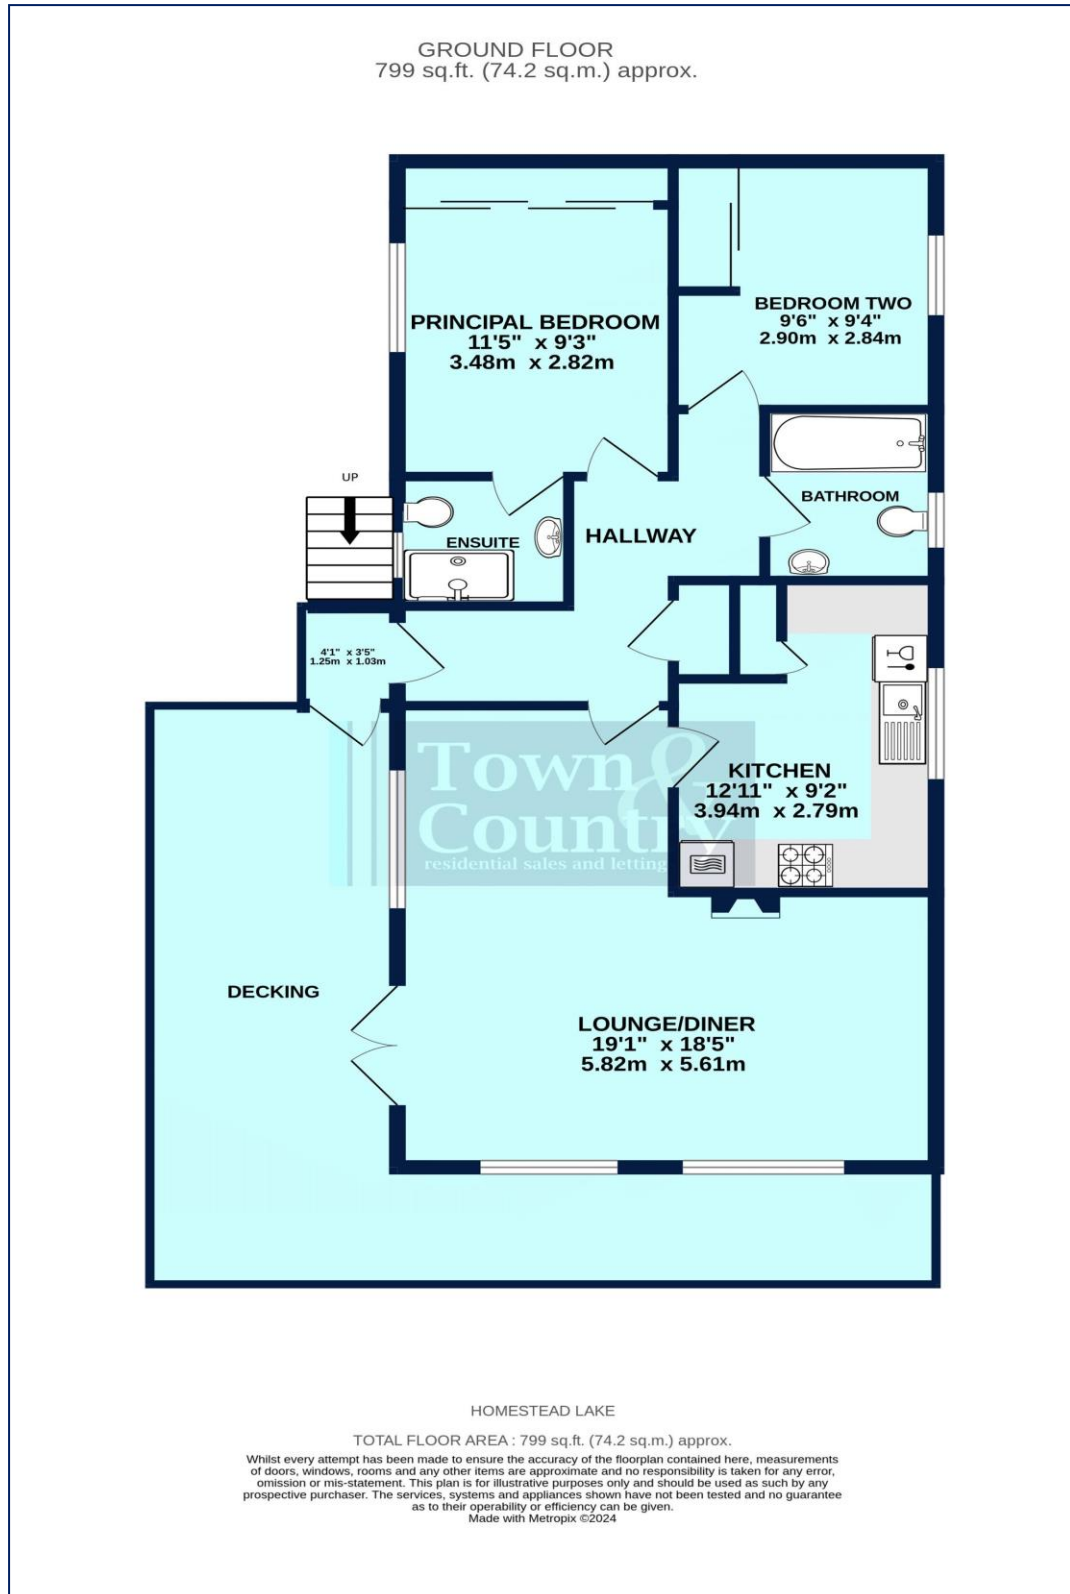 GROUND FLOOR
799 sq.ft. (74.2 sq.m.) approx.
PRINCIPAL BEDROOM
11'5" x 9'3"
3.48m x 2.82m
BEDROOM TWO
9'6" x 9'4"
2.90m x 2.84m
UP
ENSUITE
HALLWAY
BATHROOM
4'1" x 3'5"
1.25m x 1.03m
Town &
Country
residential sales and letting
KITCHEN
12'11" x 9'2"
3.94m x 2.79m
DECKING
LOUNGE/DINER
19'1" x 18'5"
5.82m x 5.61m
HOMESTEAD LAKE
TOTAL FLOOR AREA : 799 sq.ft. (74.2 sq.m.) approx.
Whilst every attempt has been made to ensure the accuracy of the floorplan contained here, measurements
of doors, windows, rooms and any other items are approximate and no responsibility is taken for any error,
omission or mis-statement. This plan is for illustrative purposes only and should be used as such by any
prospective purchaser. The services, systems and appliances shown have not been tested and no guarantee
as to their operability or efficiency can be given.
Made with Metropix ©2024